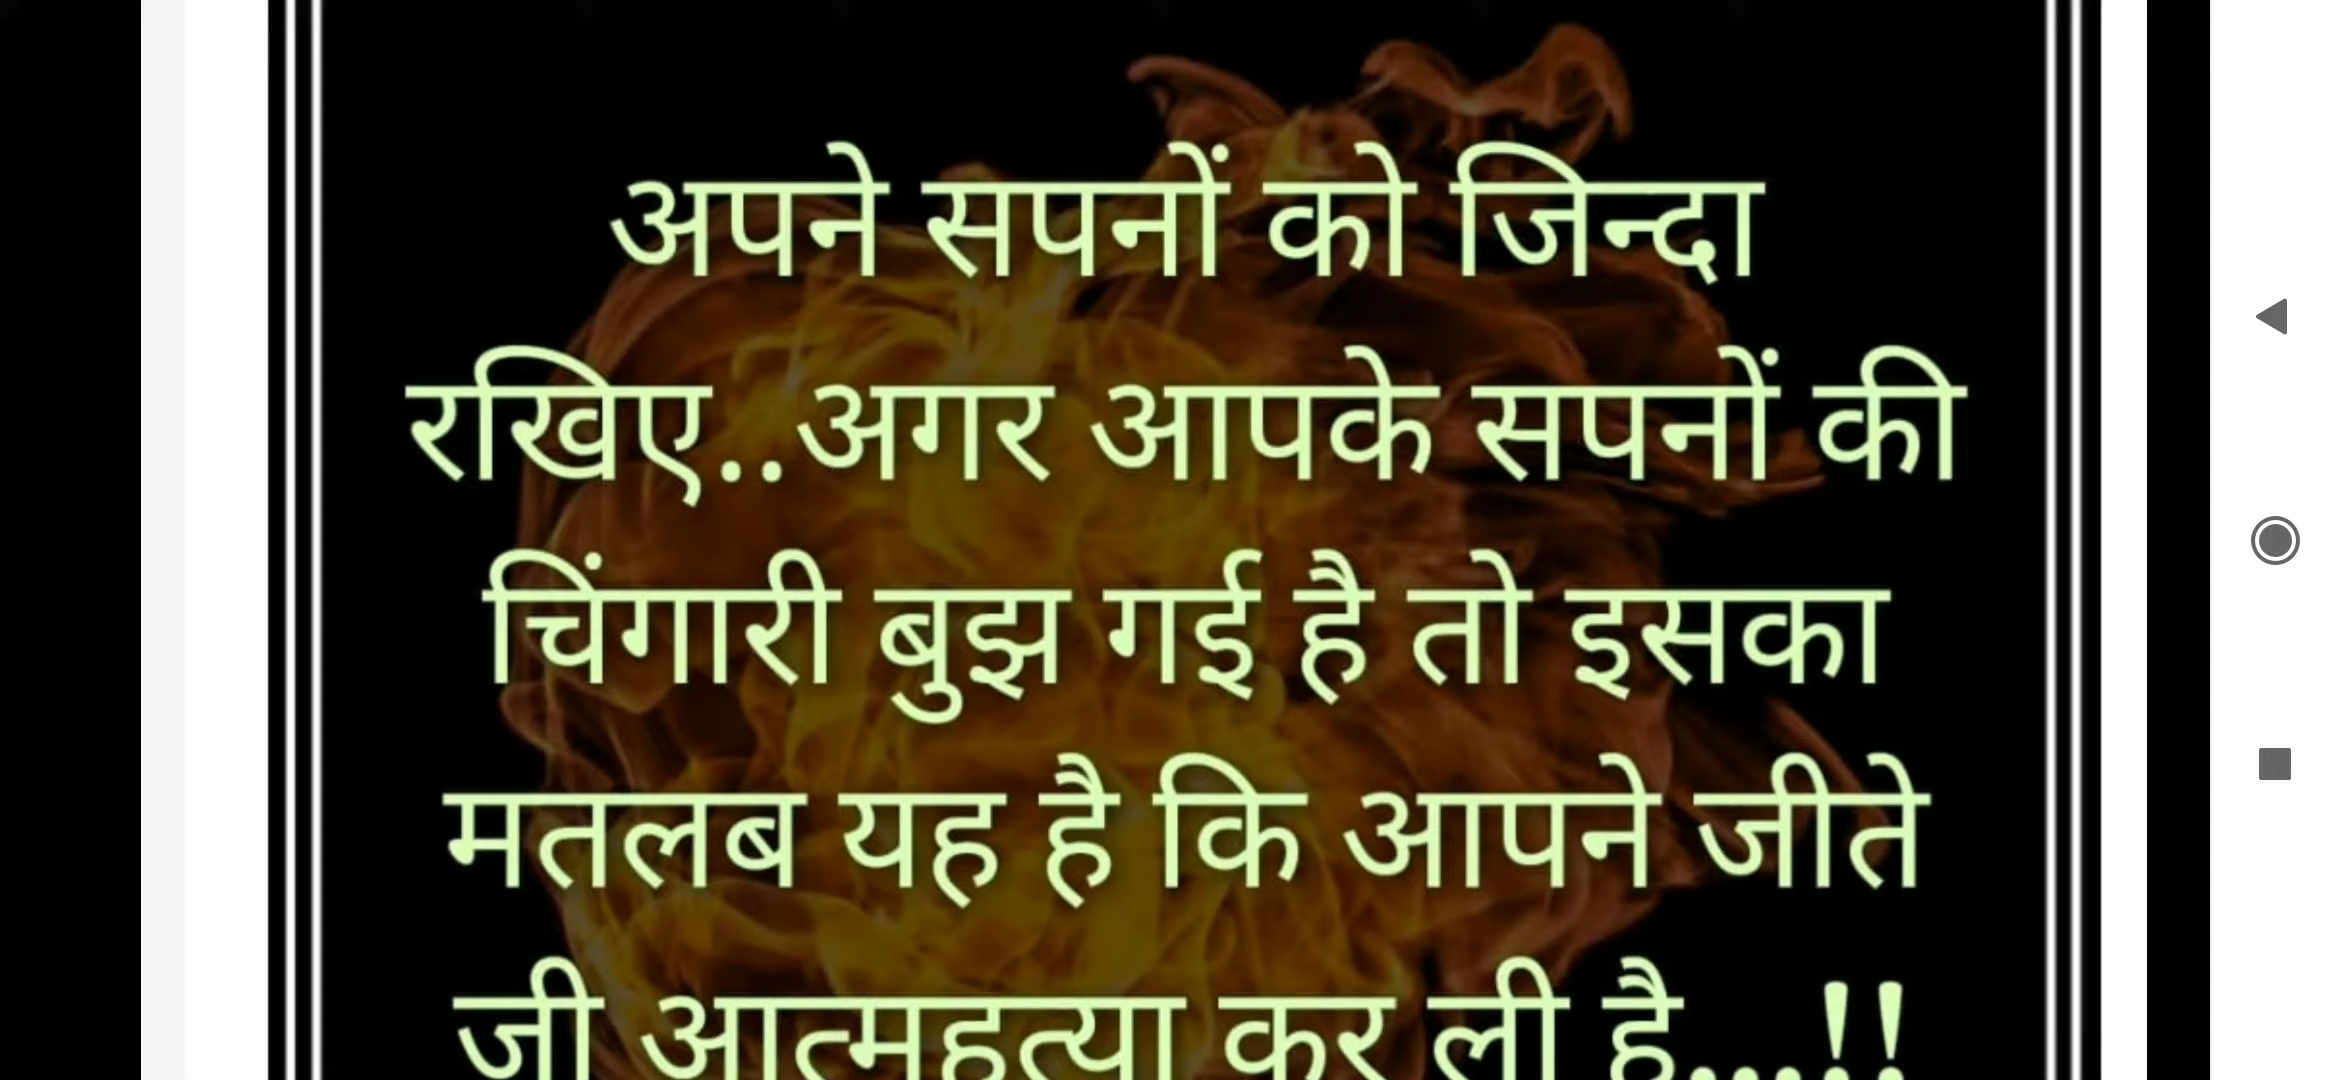 अपने सपनों को जिन्दा
रखिए..अगर आपके सपनों की
चिंगारी बुझ गई है तो इसका
मतलब यह है कि आपने जीते
जी आत्महत्या कर ली है...!!